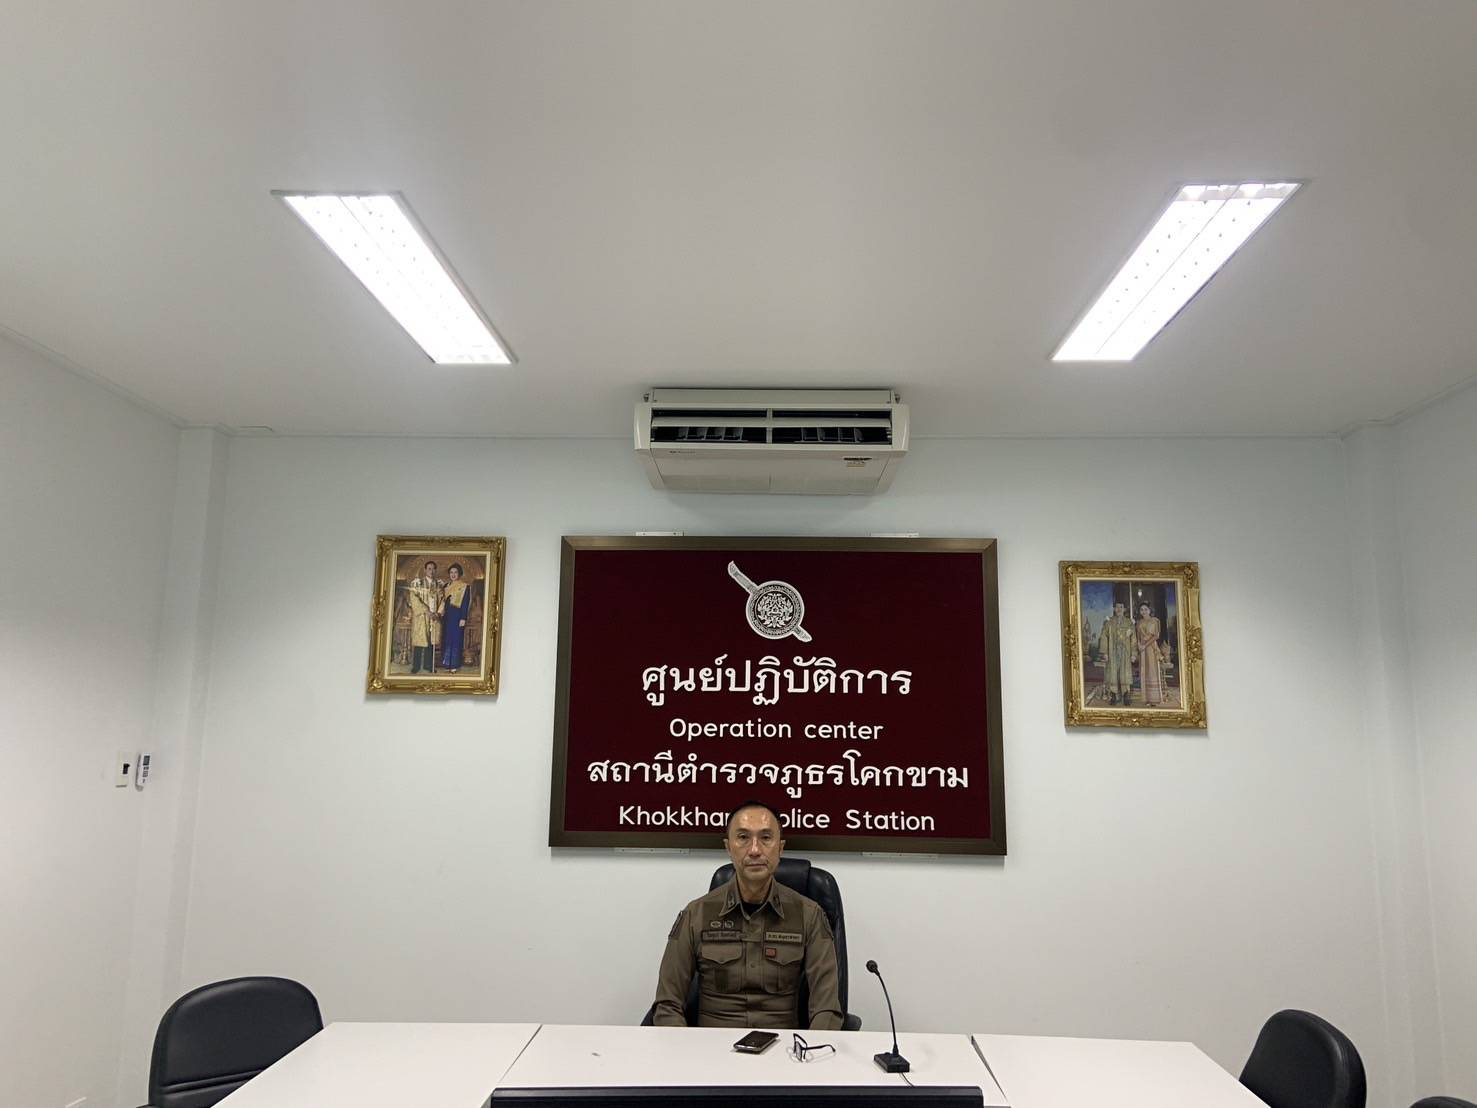 ศูนย์ปฏิบัติการ
Operation center
สถานีตำรวจภูธรโคกขาม
Khokkha olice Station